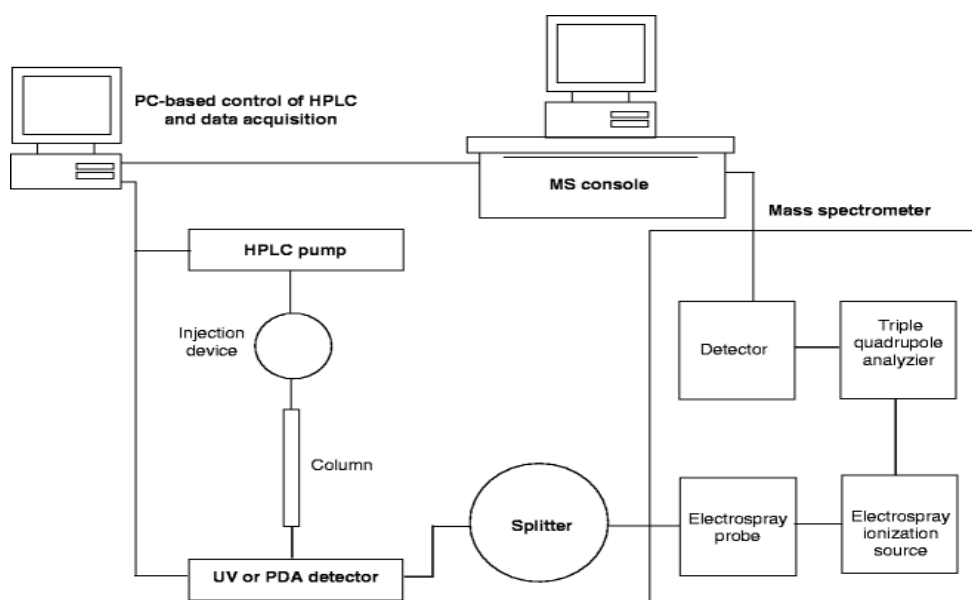 PC-based control of HPLC
and data acquisition
MS console
Mass spectrometer
HPLC pump
Injection
device
Column
UV or PDA detector
Splitter
Detector
Triple
quadrupole
analyzier
Electrospray
probe
Electrospray
ionization
source